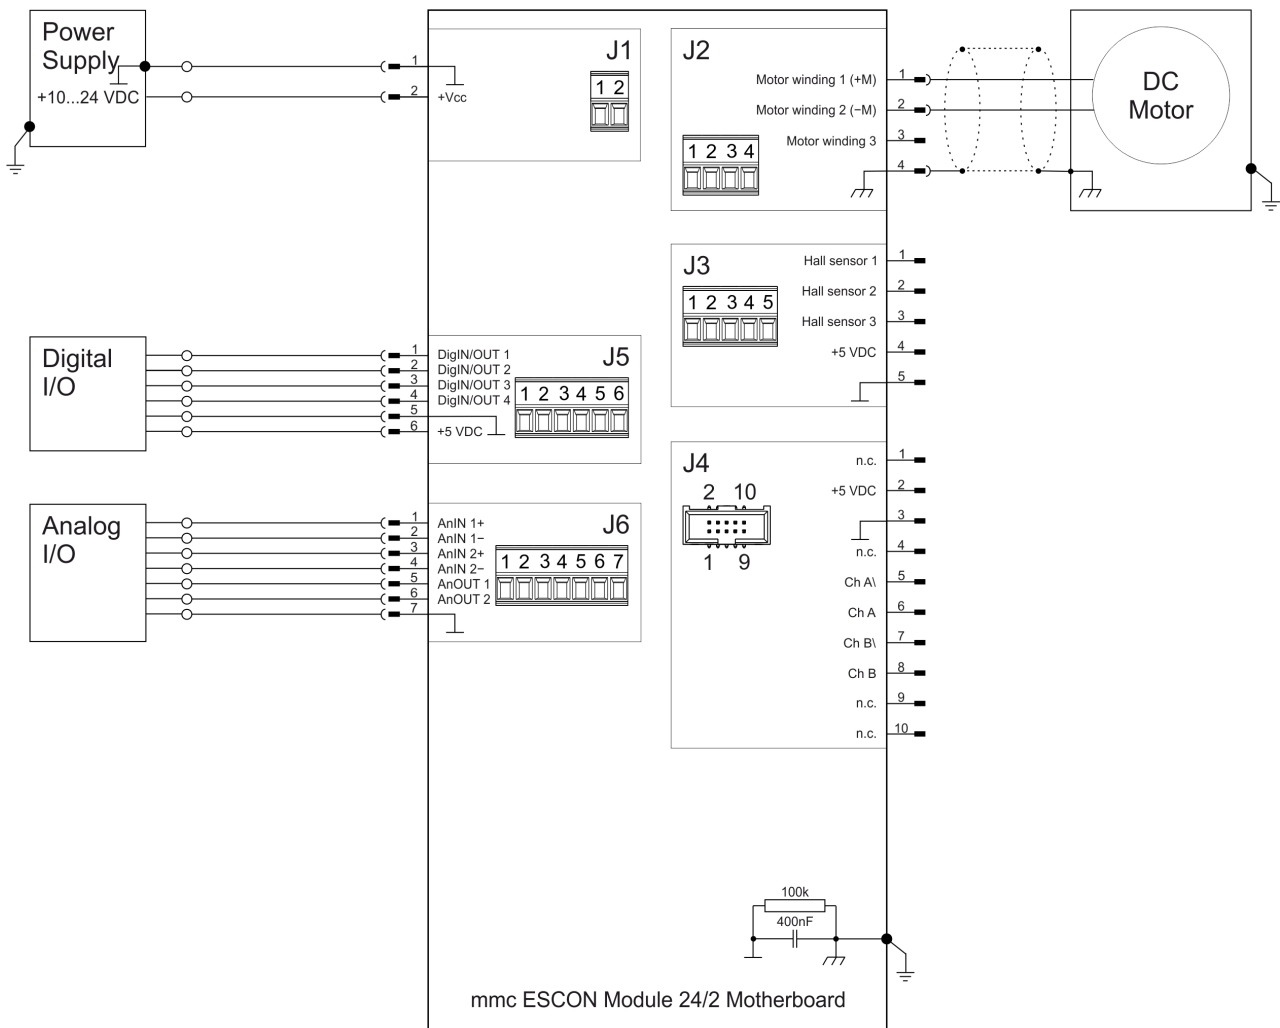 Power
Supply
+10...24 VDC
1
2
+Vcc
J1
1 2
J2
1 2 3 4
Motor winding 1 (+M)
1
Motor winding 2 (−M)
2
Motor winding 3
3
4
DC
Motor
J3
1 2 3 4 5
Hall sensor 1
1
Hall sensor 2
2
Hall sensor 3
3
+5 VDC
4
5
Digital
I/O
1
DigIN/OUT 1
2
DigIN/OUT 2
3
DigIN/OUT 3
4
DigIN/OUT 4
5
6
+5 VDC
J5
1 2 3 4 5 6
J4
2 10
1 9
n.c.
1
+5 VDC
2
3
n.c.
4
Ch A\
5
Ch A
6
Ch B\
7
Ch B
8
n.c.
9
n.c.
10
Analog
I/O
1
AnIN 1+
2
AnIN 1−
3
AnIN 2+
4
AnIN 2−
5
AnOUT 1
6
AnOUT 2
7
J6
1 2 3 4 5 6 7
100k
400nF
mmc ESCON Module 24/2 Motherboard